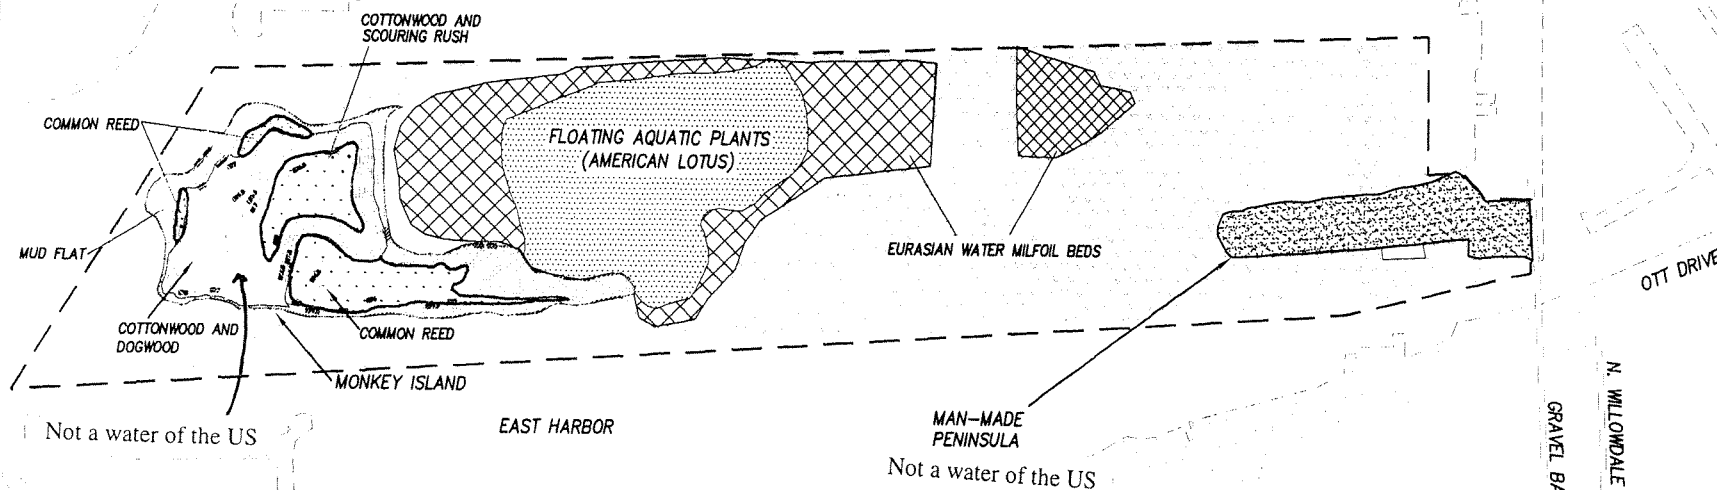 COTTONWOOD AND
SCOURING RUSH
COMMON REED
FLOATING AQUATIC PLANTS
(AMERICAN LOTUS)
MUD FLAT
EURASIAN WATER MILFOIL BEDS
OTT DRIVE
COTTONWOOD AND
DOGWOOD
COMMON REED
MONKEY ISLAND
Not a water of the US
EAST HARBOR
MAN-MADE
PENINSULA
Not a water of the US
N. WILLOWDALE
GRAVEL BA